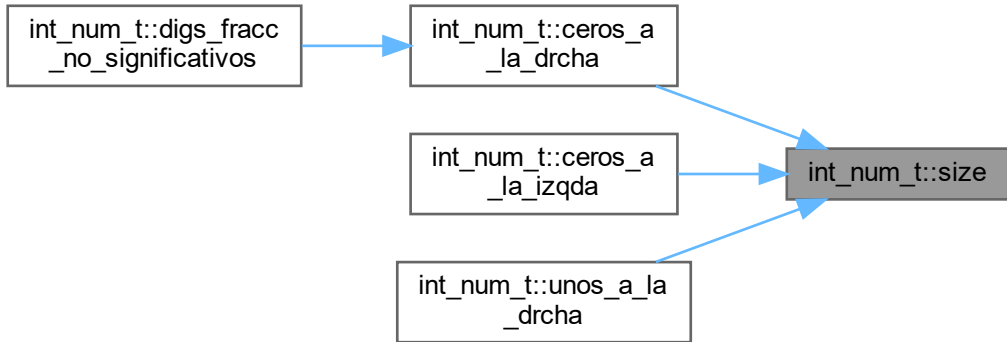 int_num_t::digs_fracc
_no_significativos
int_num_t::ceros_a
_la_drcha
int_num_t::ceros_a
_la_izqda
int_num_t::size
int_num_t::unos_a_la
_drcha